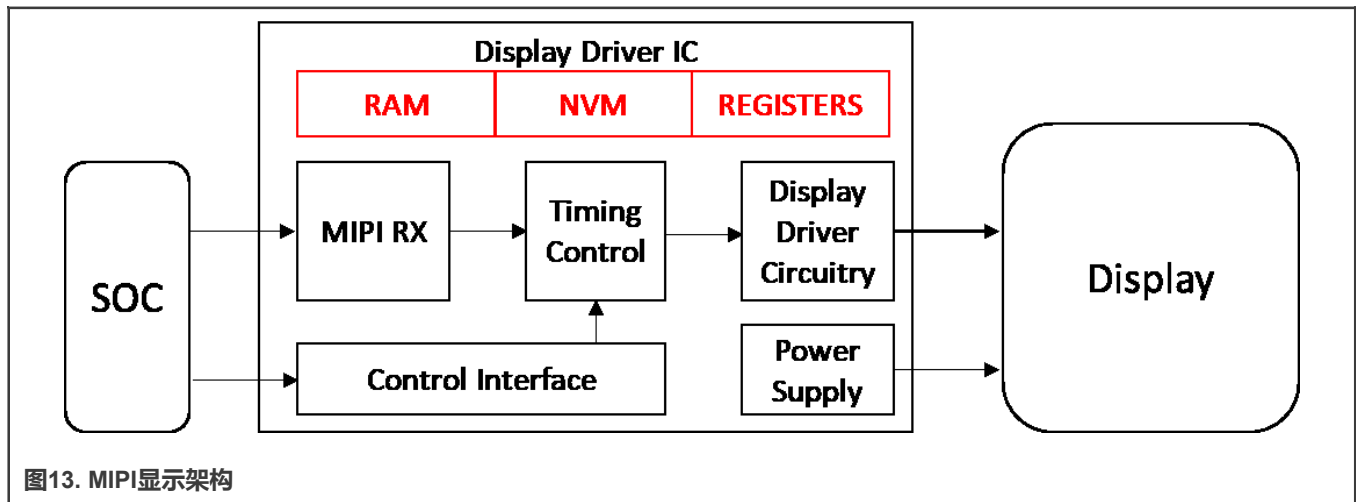 Display Driver IC
RAM
NVM
REGISTERS
SOC
MIPI RX
Timing
Control
Display
Driver
Circuitry
Display
Control Interface
Power
Supply
图13. MIPI显示架构